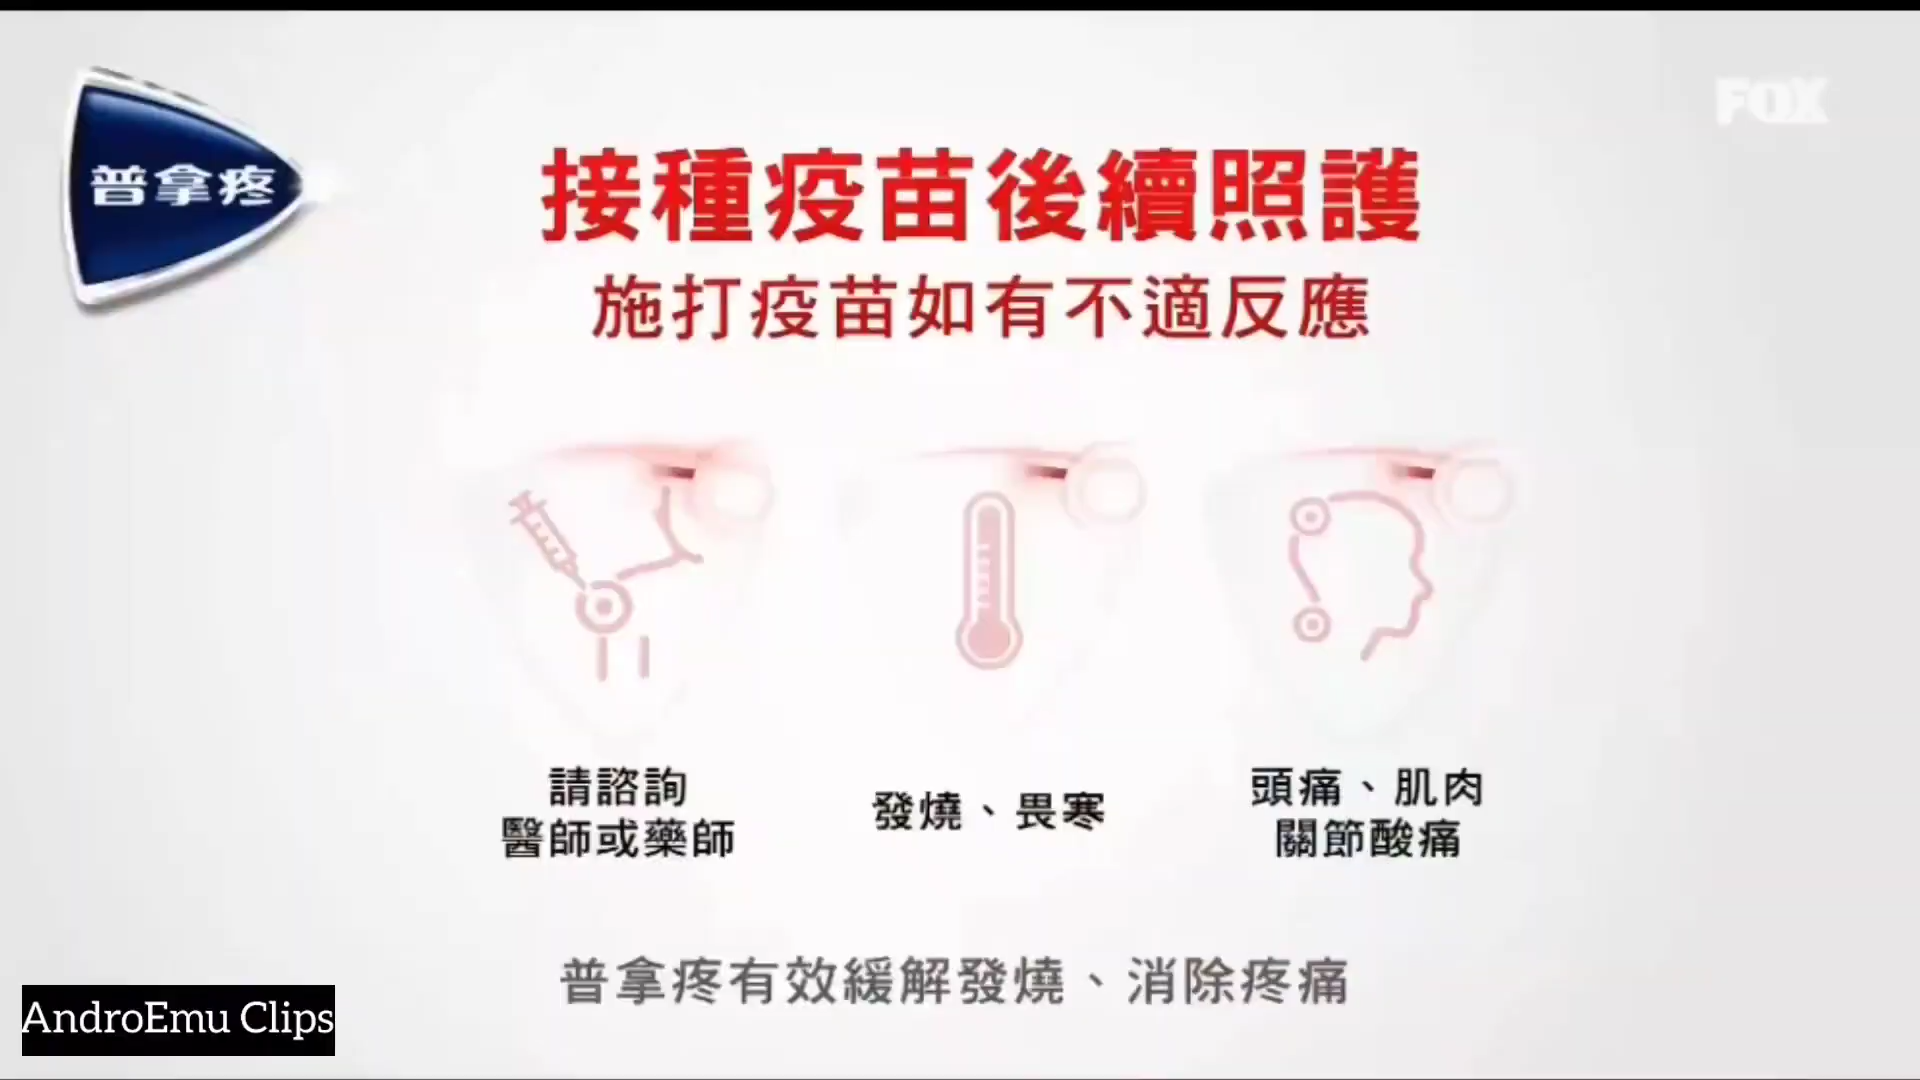 普拿疼
FOX
接種疫苗後續照護
施打疫苗如有不適反應
請諮詢
醫師或藥師
發燒、畏寒
頭痛、肌肉
關節酸痛
普拿疼有效緩解發燒、消除疼痛
AndroEmu Clips